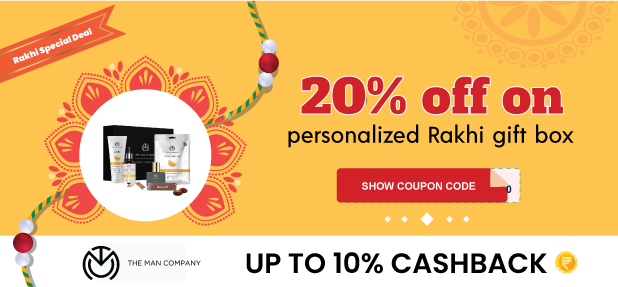 Rakhi Special Deal
20% off on
personalized Rakhi gift box
SHOW COUPON CODE
0
THE MAN COMPANY
UP TO 10% CASHBACK